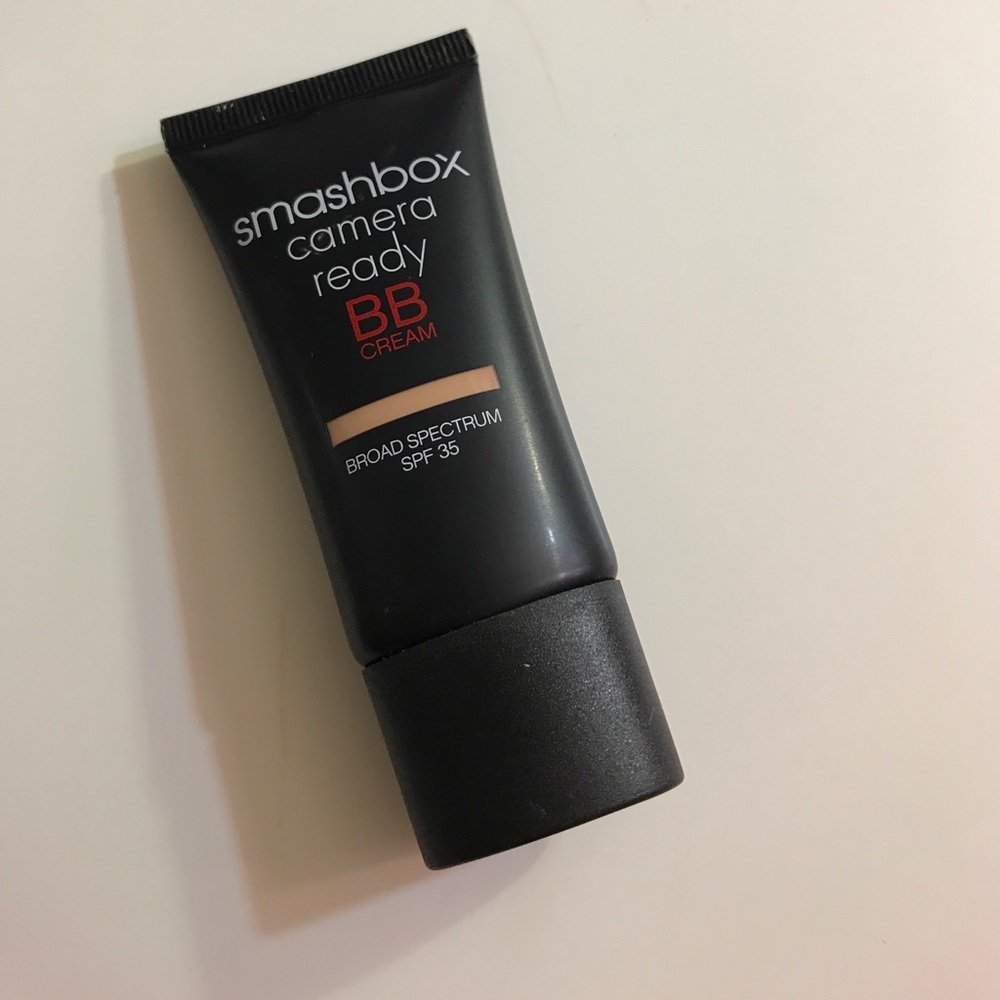 smashbox
camera
ready
BB
CREAM
BROAD SPECTRUM
SPF 35